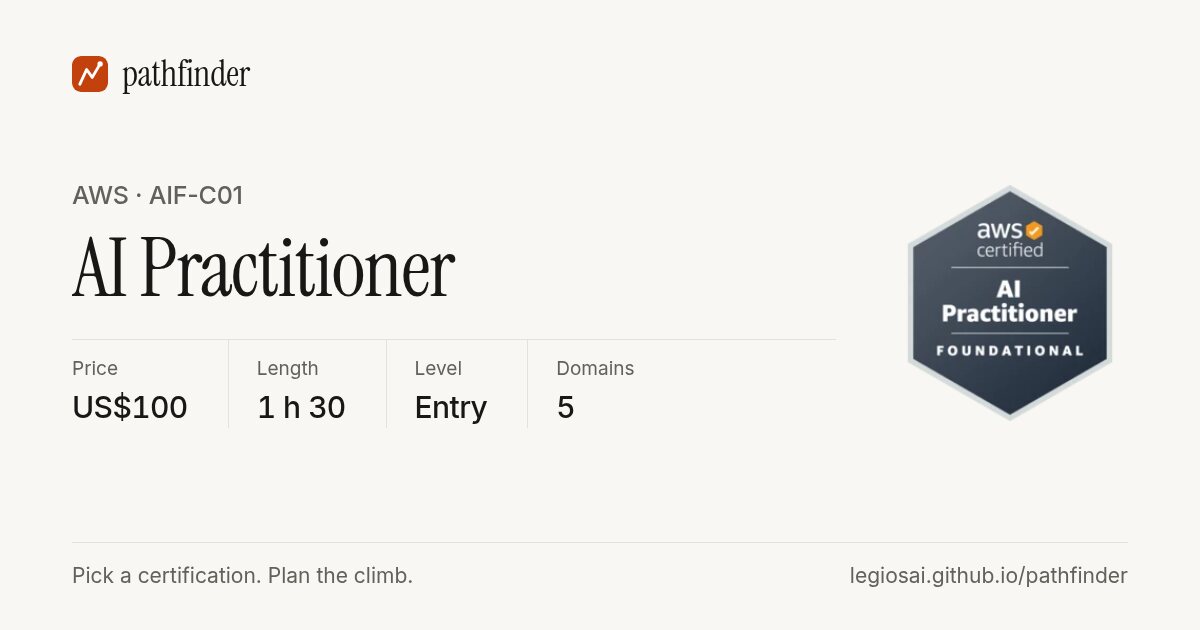 pathfinder
AWS · AIF-C01
AI Practitioner
Price
US$100
Length
1 h 30
Level
Entry
Domains
5
aws
certified
AI
Practitioner
FOUNDATIONAL
Pick a certification. Plan the climb.
legiosai.github.io/pathfinder